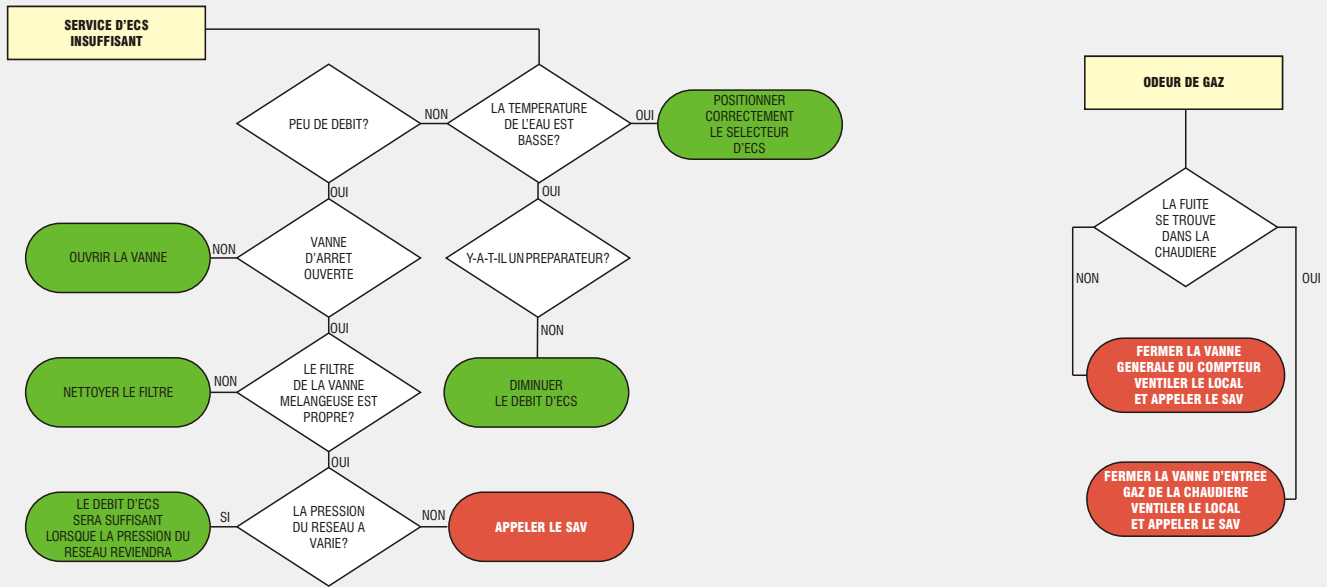 SERVICE D'ECS
INSUFFISANT
PEU DE DEBIT?
NON
LA TEMPERATURE
DE L'EAU EST
BASSE?
OUI
POSITIONNER
CORRECTEMENT
LE SELECTEUR
D'ECS
OUI
OUI
OUVRIR LA VANNE
NON
VANNE
D'ARRET
OUVERTE
Y-A-T-IL UN PREPARATEUR?
OUI
NON
NETTOYER LE FILTRE
NON
LE FILTRE
DE LA VANNE
MELANGEUSE EST
PROPRE?
DIMINUER
LE DEBIT D'ECS
OUI
LE DEBIT D'ECS
SERA SUFFISANT
LORSQUE LA PRESSION DU
RESEAU REVIENDRA
SI
LA PRESSION
DU RESEAU A
VARIE?
NON
APPELER LE SAV
ODEUR DE GAZ
LA FUITE
SE TROUVE
DANS LA
CHAUDIERE
NON
OUI
FERMER LA VANNE
GENERALE DU COMPTEUR
VENTILER LE LOCAL
ET APPELER LE SAV
FERMER LA VANNE D'ENTREE
GAZ DE LA CHAUDIERE
VENTILER LE LOCAL
ET APPELER LE SAV